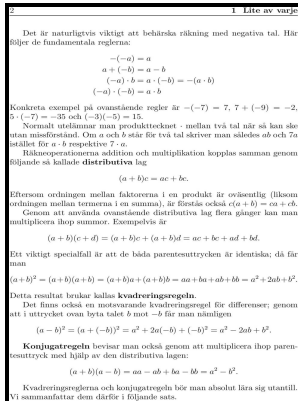 2 1 Lite av varje
Det är naturligtvis viktigt att behärska räkning med negativa tal. Här
följer de fundamentala reglerna:
−(−a) = a
a + (−b) = a − b
(−a) · b = a · (−b) = −(a · b)
(−a) · (−b) = a · b
Konkreta exempel på ovanstående regler är −(−7) = 7, 7 + (−9) = −2,
5 · (−7) = −35 och (−3)(−5) = 15.
Normalt utelämnar man produkttecknet · mellan två tal när så kan ske
utan missförstånd. Om a och b står för två tal skriver man således ab och 7a
istället för a · b respektive 7 · a.
Räkneoperationerna addition och multiplikation kopplas samman genom
följande så kallade distributiva lag
(a + b)c = ac + bc.
Eftersom ordningen mellan faktorerna i en produkt är oväsentlig (liksom
ordningen mellan termerna i en summa), är förstås också c(a + b) = ca + cb.
Genom att använda ovanstående distributiva lag flera gånger kan man
multiplicera ihop summor. Exempelvis är
(a + b)(c + d) = (a + b)c + (a + b)d = ac + bc + ad + bd.
Ett viktigt specialfall är att de båda parentesuttrycken är identiska; då får
man
(a+b)² = (a+b)(a+b) = (a+b)a+(a+b)b = aa+ba+ab+bb = a²+2ab+b².
Detta resultat brukar kallas kvadreringsregeln.
Det finns också en motsvarande kvadreringsregel för differenser; genom
att i uttrycket ovan byta talet b mot −b får man nämligen
(a − b)² = (a + (−b))² = a² + 2a(−b) + (−b)² = a² − 2ab + b².
Konjugatregeln bevisar man också genom att multiplicera ihop paren-
tesuttryck med hjälp av den distributiva lagen:
(a + b)(a − b) = aa − ab + ba − bb = a² − b².
Kvadreringsreglerna och konjugatregeln bör man absolut lära sig utantill.
Vi sammanfattar dem därför i följande sats.